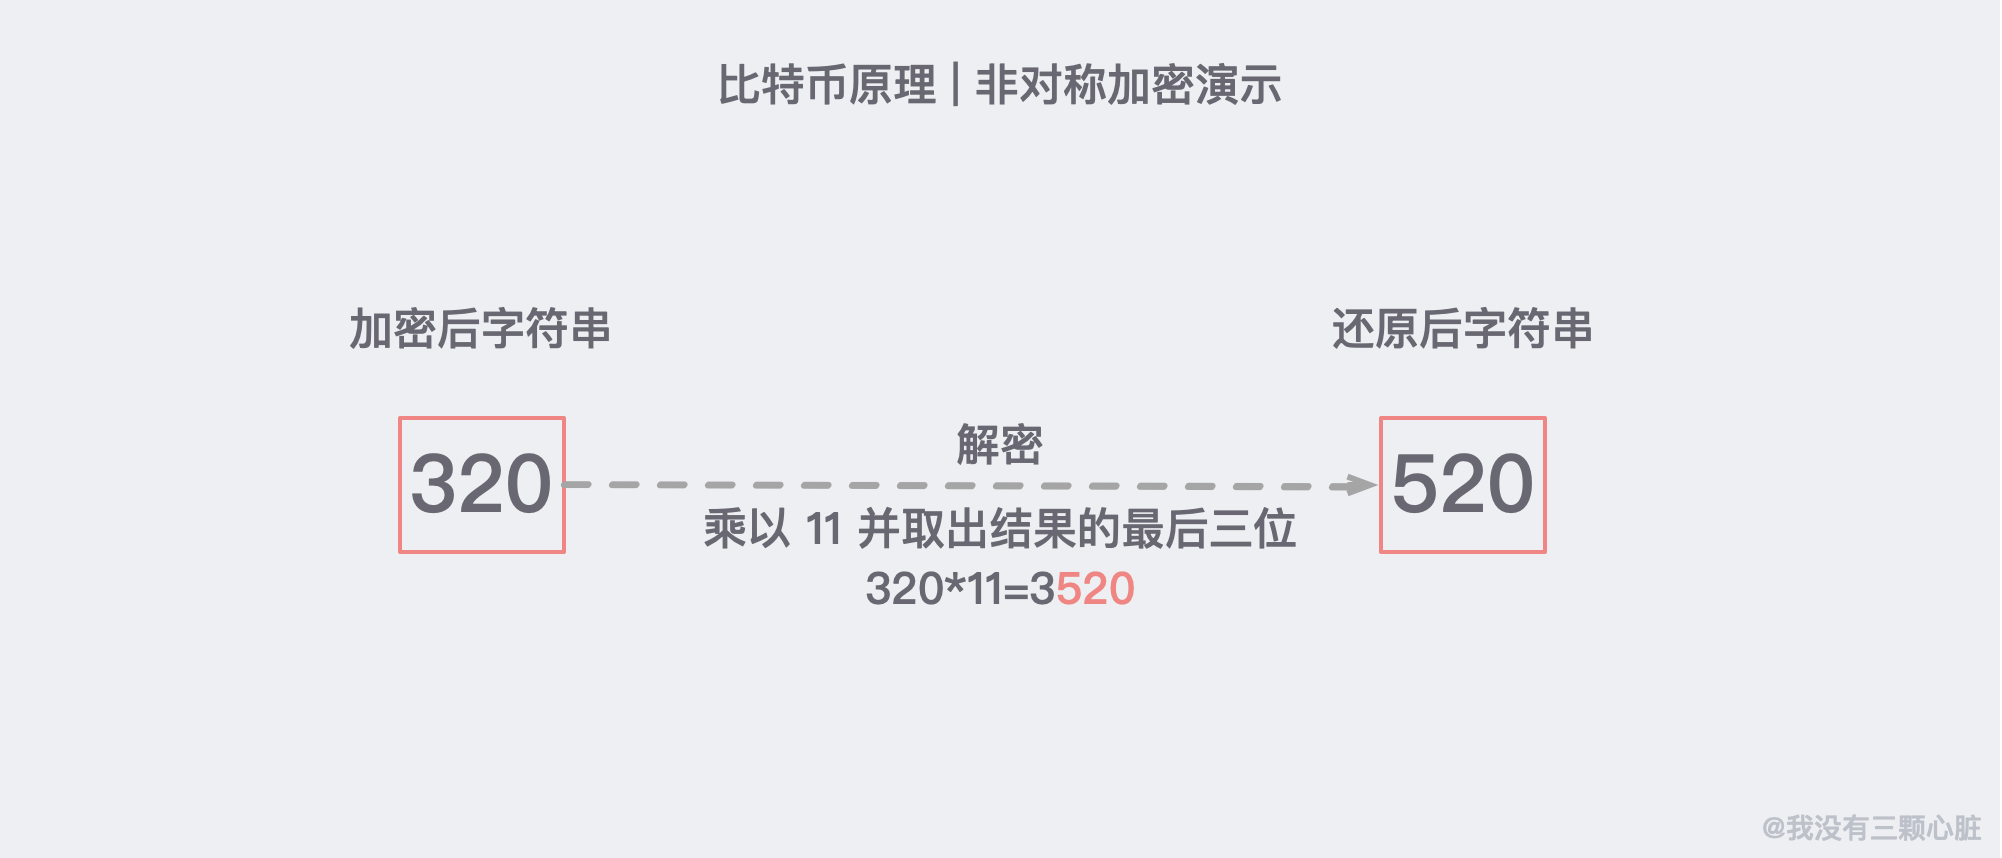 比特币原理 | 非对称加密演示
加密后字符串
还原后字符串
320
解密
520
乘以 11 并取出结果的最后三位
320*11=3520
@我没有三颗心脏